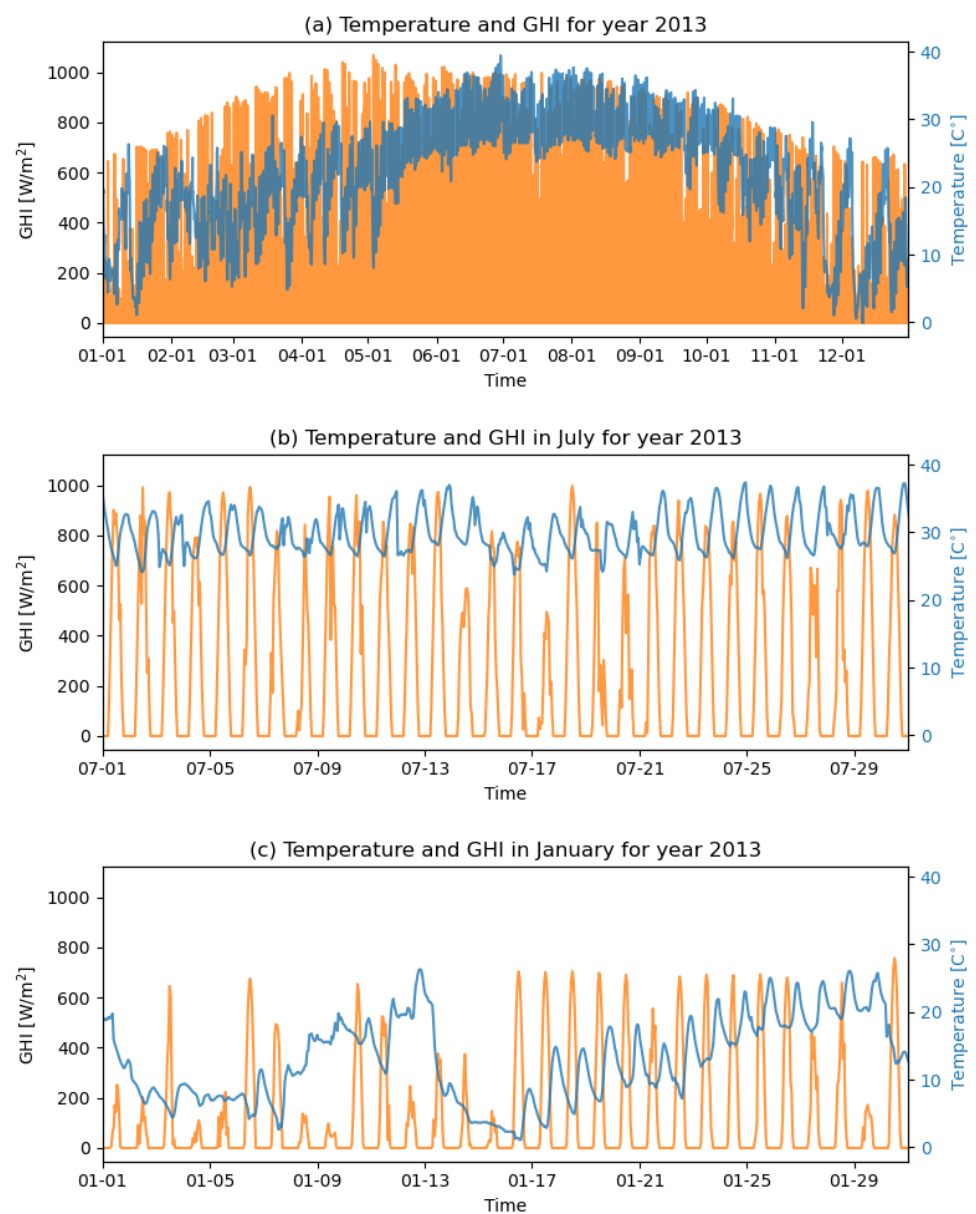 (a) Temperature and GHI for year 2013
GHI [W/m²]
1000
800
600
400
200
0
40
30
20
10
0
Temperature [C°]
01-01 02-01 03-01 04-01 05-01 06-01 07-01 08-01 09-01 10-01 11-01 12-01
Time
(b) Temperature and GHI in July for year 2013
GHI [W/m²]
1000
800
600
400
200
0
40
30
20
10
0
Temperature [C°]
07-01 07-05 07-09 07-13 07-17 07-21 07-25 07-29
Time
(c) Temperature and GHI in January for year 2013
GHI [W/m²]
1000
800
600
400
200
0
40
30
20
10
0
Temperature [C°]
01-01 01-05 01-09 01-13 01-17 01-21 01-25 01-29
Time